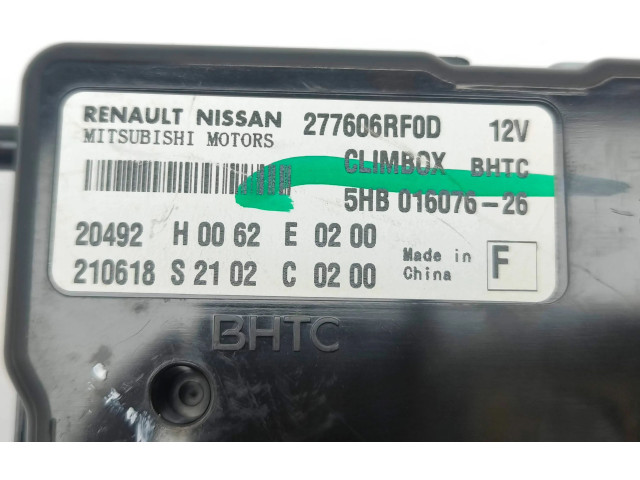 RENAULT NISSAN 277606RF0D 12V
MITSUBISHI MOTORS
CLIMBOX BHTC
5HB 016076-26
20492 H 00 62 E 02 00
210618 S 21 02 C 02 00
Made in
China
F
BHTC